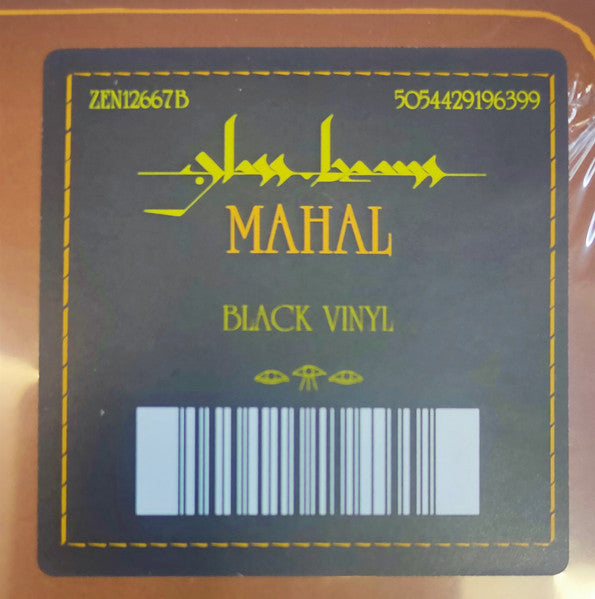 ZEN12667B 5054429196399
glass beams
MAHAL
BLACK VINYL